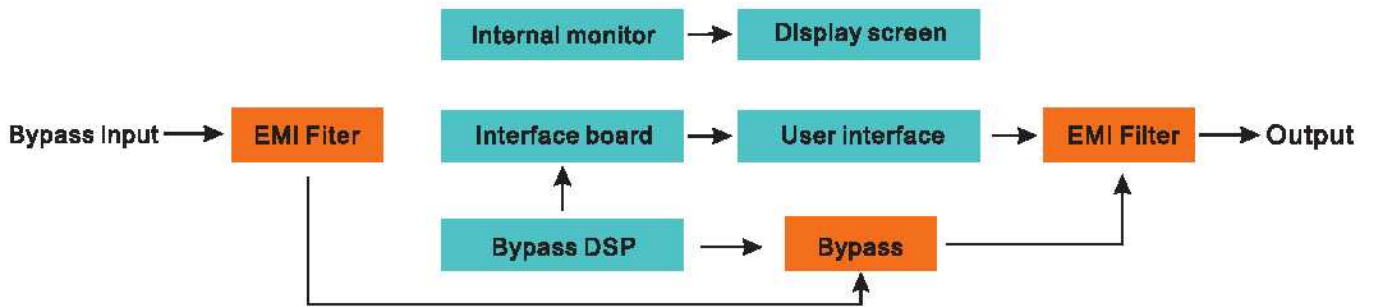 Internal monitor
DIsplay screen
Bypass Input
EMI Fiter
Interface board
User interface
EMI Filter
Output
Bypass DSP
Bypass